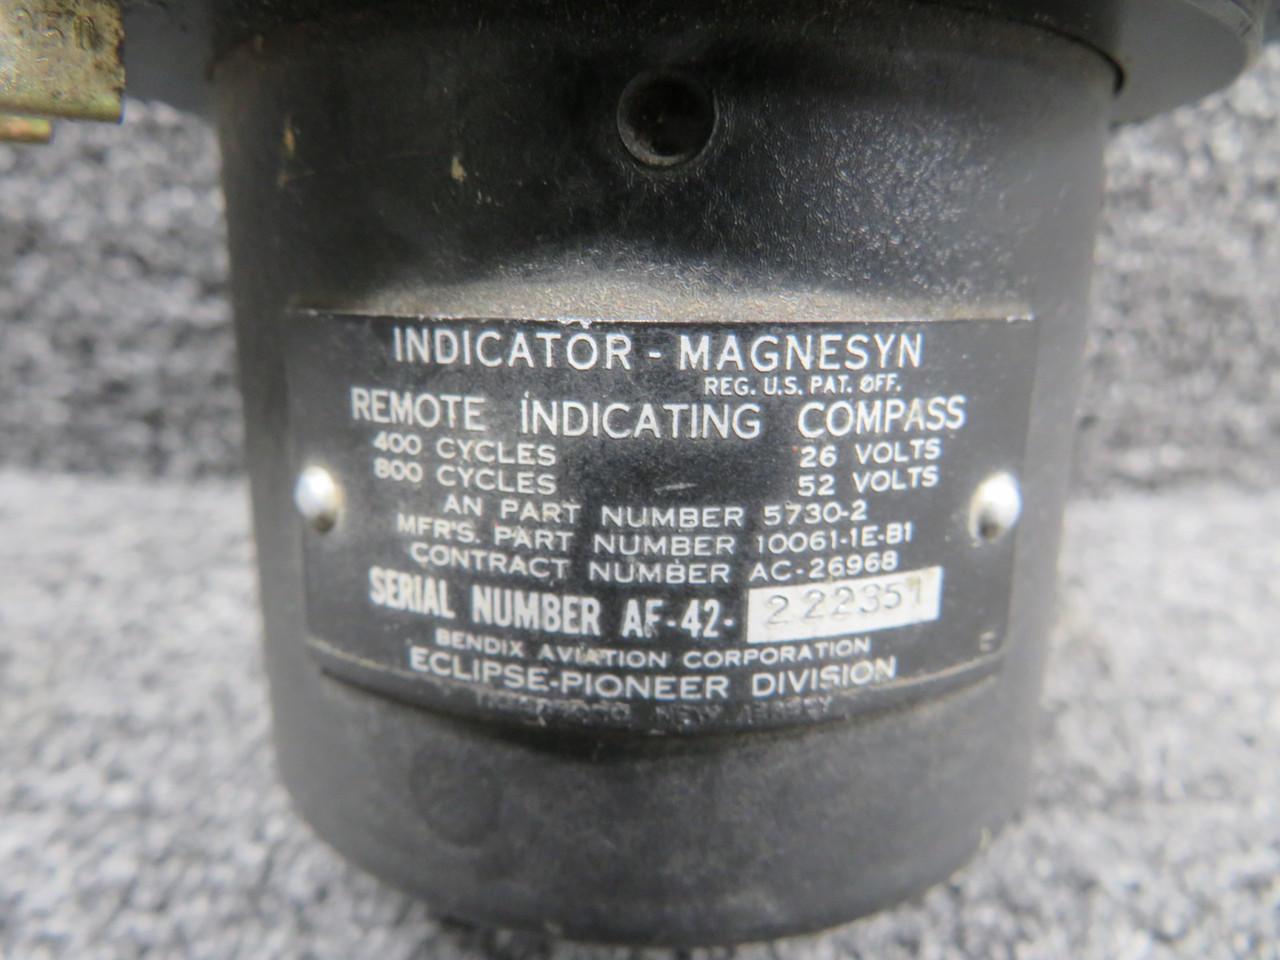 INDICATOR - MAGNESYN
REG. U.S. PAT. OFF.
REMOTE INDICATING COMPASS
400 CYCLES 26 VOLTS
800 CYCLES 52 VOLTS
AN PART NUMBER 5730-2
MFR'S. PART NUMBER 10061-1E-B1
CONTRACT NUMBER AC-26968
SERIAL NUMBER AF-42- 222351
BENDIX AVIATION CORPORATION
ECLIPSE-PIONEER DIVISION
NEW JERSEY